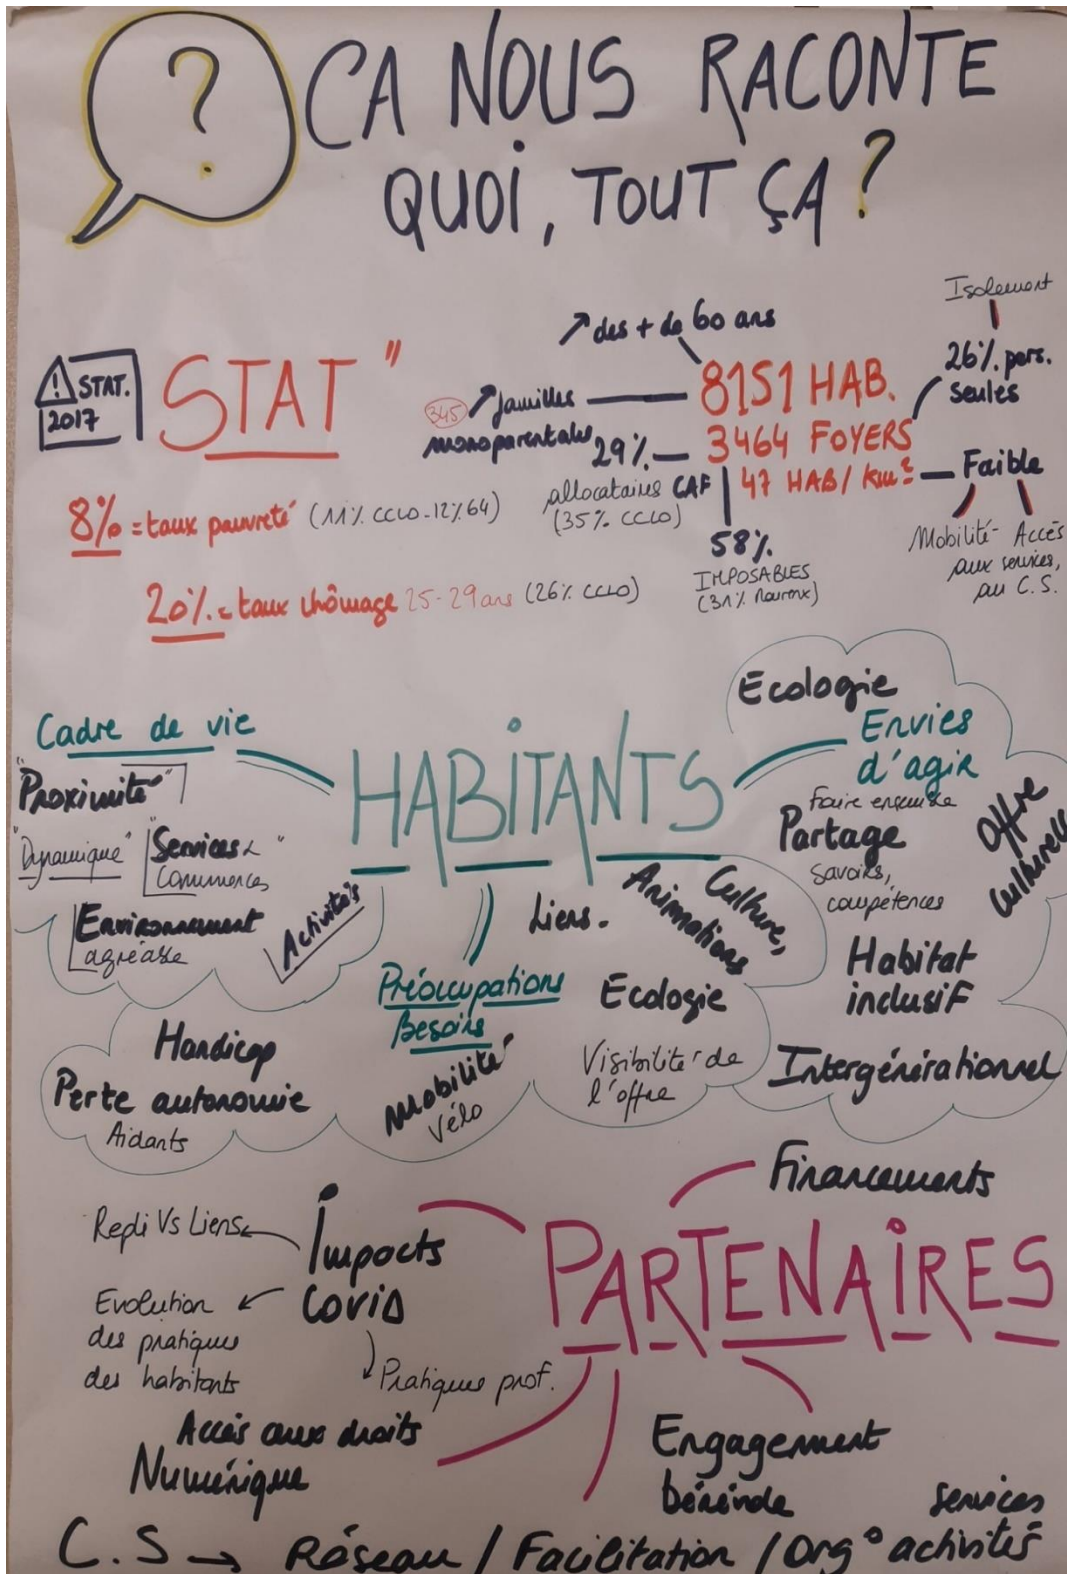 ?
ÇA NOUS RACONTE
QUOI, TOUT ÇA ?
! STAT.
2017
STAT"
↗ des + de 60 ans
Isolement
345 ↗ familles
monoparentales
8151 HAB.
26% pers.
seules
3464 FOYERS
29%
allocataires CAF
(35% CCLO)
47 HAB/km²
Faible
Mobilité - Accès
aux services,
au C.S.
58%
IMPOSABLES
(31% Mourenx)
8% = taux pauvreté (11% CCLO - 12% 64)
20% = taux chômage 25-29 ans (26% CCLO)
HABITANTS
Cadre de vie
"Proximité"
"Dynamique"
Services &
Commerces
Environnement
agréable
Activités
Ecologie
Envies
d'agir
Faire ensemble
Partage
Savoirs,
compétences
Offre
culturelle
Habitat
inclusif
Intergénérationnel
Préoccupations
Besoins
Liens.
Culture,
Animations
Ecologie
Visibilité de
l'offre
Mobilité
Vélo
Handicap
Perte autonomie
Aidants
PARTENAIRES
Financements
Impacts
Covid
Repli Vs Liens
Evolution
des pratiques
des habitants
Pratiques prof.
Accès aux droits
Numérique
Engagement
bénévole
services
C.S → Réseau / Facilitation / Org° activités